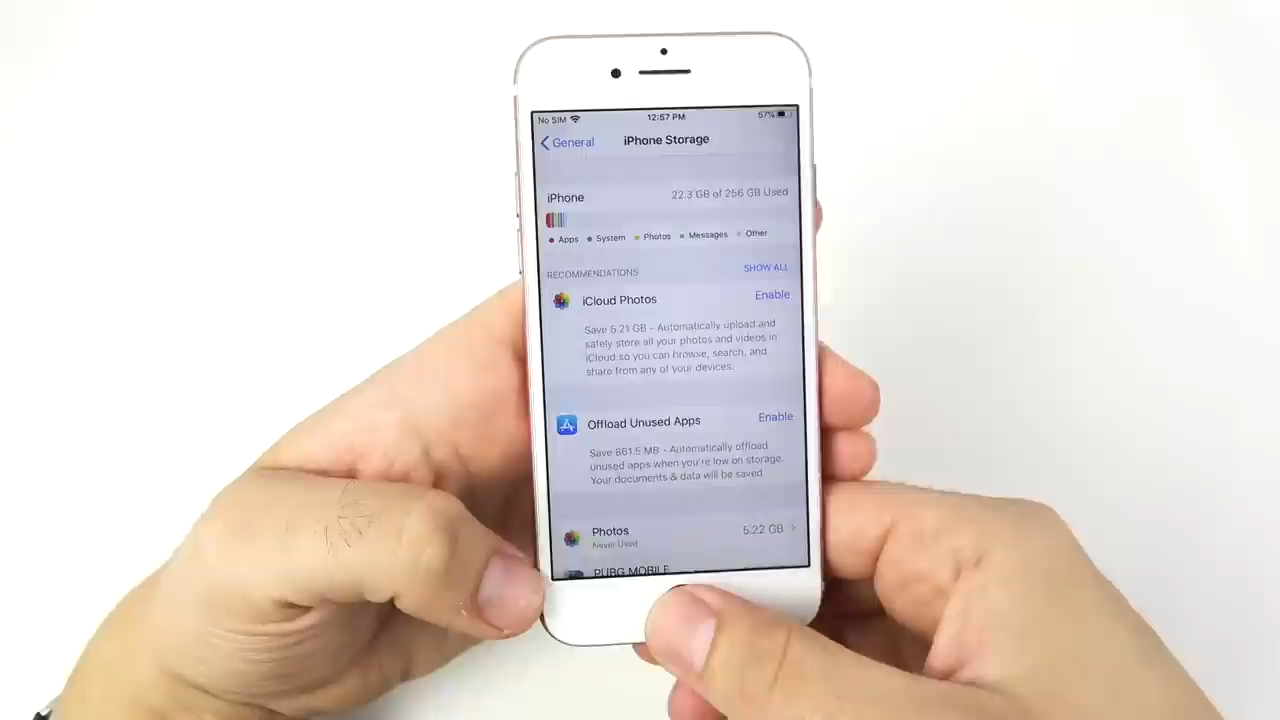 No SIM 12:57 PM 57%
General iPhone Storage
iPhone 22.3 GB of 256 GB Used
Apps System Photos Messages Other
RECOMMENDATIONS SHOW ALL
iCloud Photos Enable
Save 5.21 GB - Automatically upload and
safely store all your photos and videos in
iCloud so you can browse, search, and
share from any of your devices.
Offload Unused Apps Enable
Save 861.5 MB - Automatically offload
unused apps when you're low on storage.
Your documents & data will be saved.
Photos 5.22 GB
Never Used
PUBG MOBILE